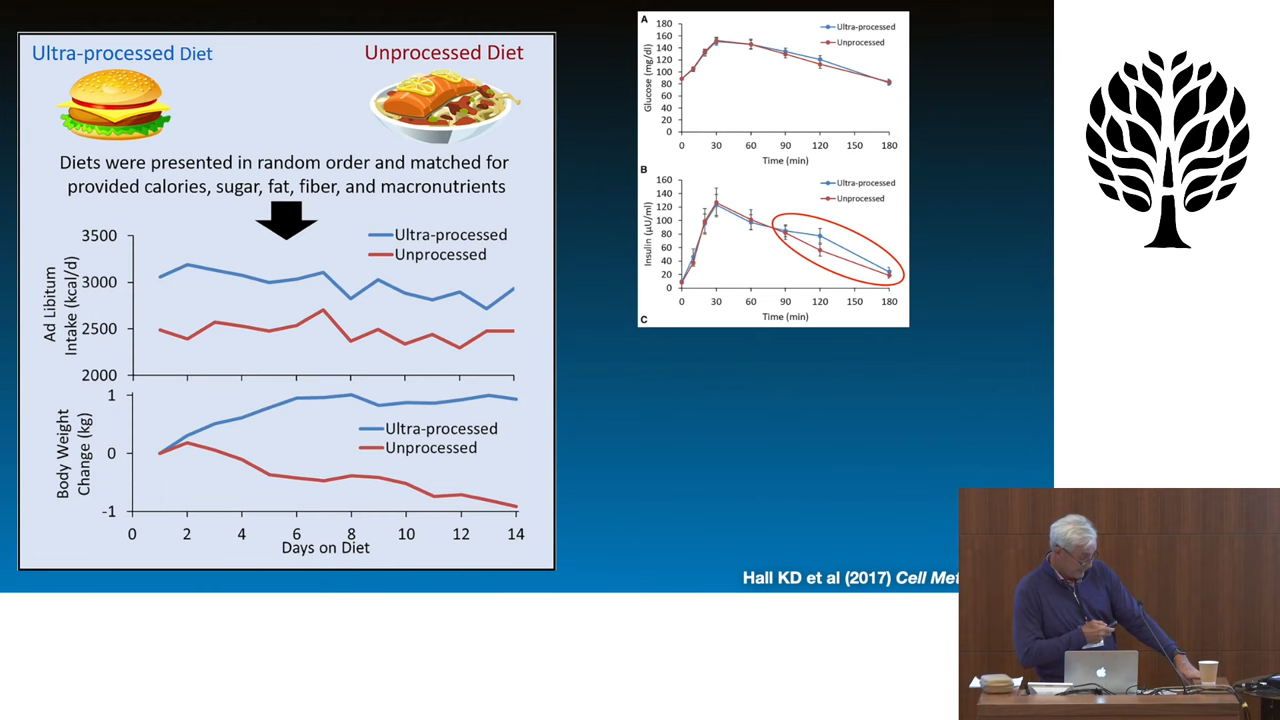 Ultra-processed Diet
Unprocessed Diet
Diets were presented in random order and matched for
provided calories, sugar, fat, fiber, and macronutrients
Ultra-processed
Unprocessed
Ad Libitum
Intake (kcal/d)
3500
3000
2500
2000
Ultra-processed
Unprocessed
Body Weight
Change (kg)
1
0
-1
0 2 4 6 8 10 12 14
Days on Diet
A
Ultra-processed
Unprocessed
Glucose (mg/dl)
180
160
140
120
100
80
60
40
20
0
0 30 60 90 120 150 180
Time (min)
B
Ultra-processed
Unprocessed
Insulin (µU/ml)
160
140
120
100
80
60
40
20
0
0 30 60 90 120 150 180
Time (min)
C
Hall KD et al (2017) Cell Met